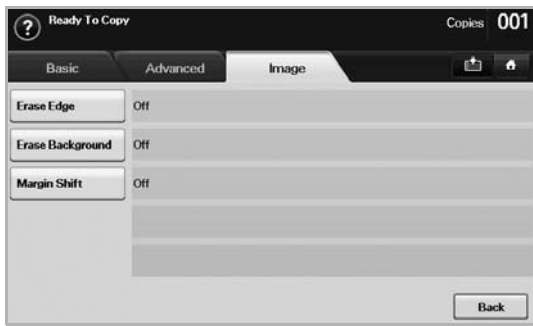 ? Ready To Copy Copies 001
Basic Advanced Image
Erase Edge Off
Erase Background Off
Margin Shift Off
Back